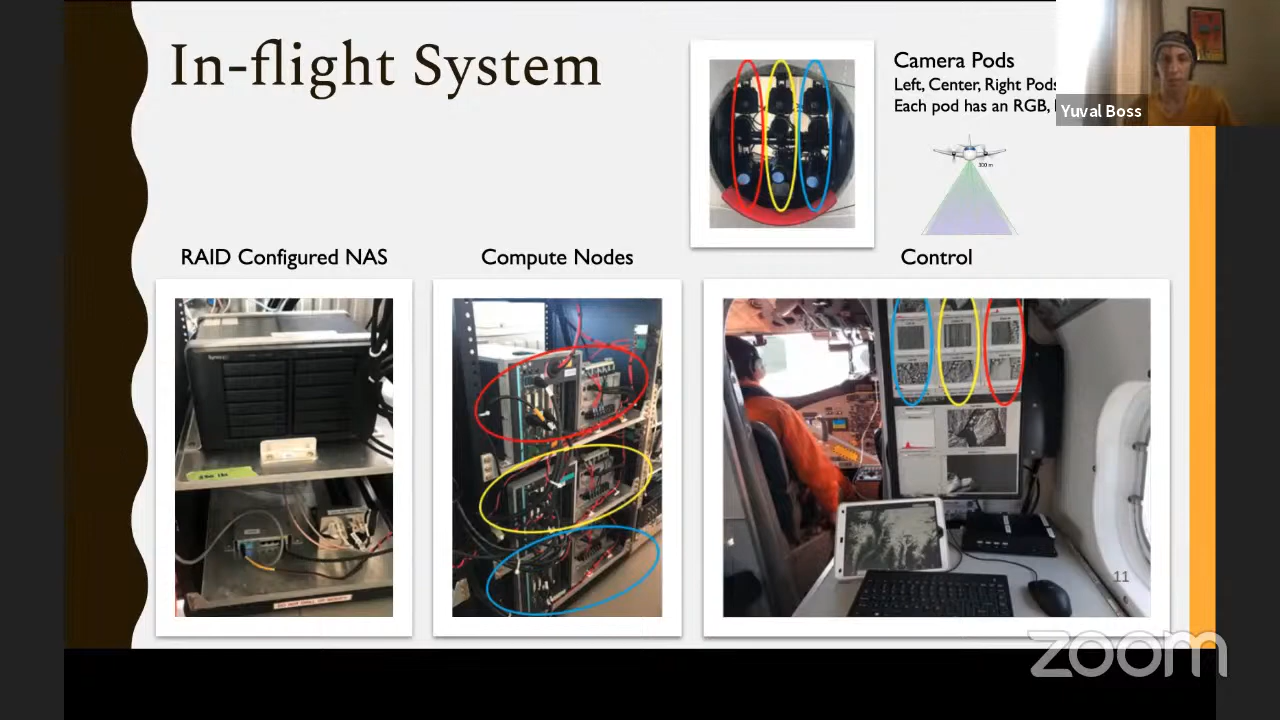 In-flight System
Camera Pods
Left, Center, Right Pods
Each pod has an RGB,
Yuval Boss
300 m
RAID Configured NAS
Compute Nodes
Control
11
zoom